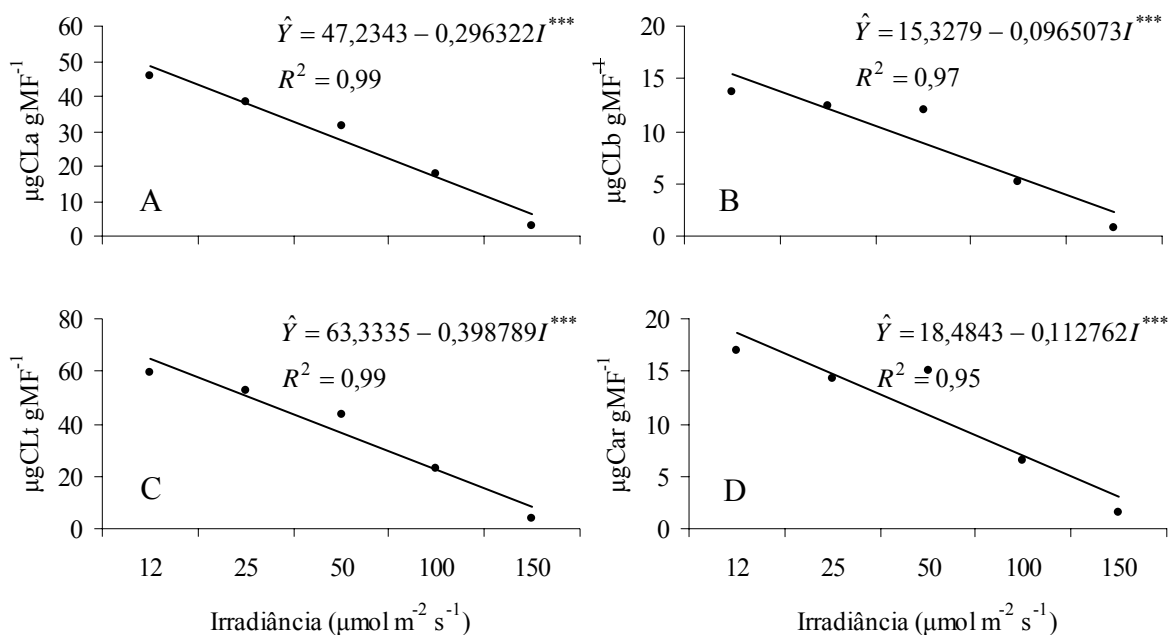 60
50
40
30
20
10
0
µgCLa gMF⁻¹
Ŷ = 47,2343 − 0,296322I***
R² = 0,99
A
20
15
10
5
0
µgCLb gMF⁻¹
Ŷ = 15,3279 − 0,0965073I***
R² = 0,97
B
80
60
40
20
0
µgCLt gMF⁻¹
Ŷ = 63,3335 − 0,398789I***
R² = 0,99
C
12 25 50 100 150
Irradiância (µmol m⁻² s⁻¹)
20
15
10
5
0
µgCar gMF⁻¹
Ŷ = 18,4843 − 0,112762I***
R² = 0,95
D
12 25 50 100 150
Irradiância (µmol m⁻² s⁻¹)